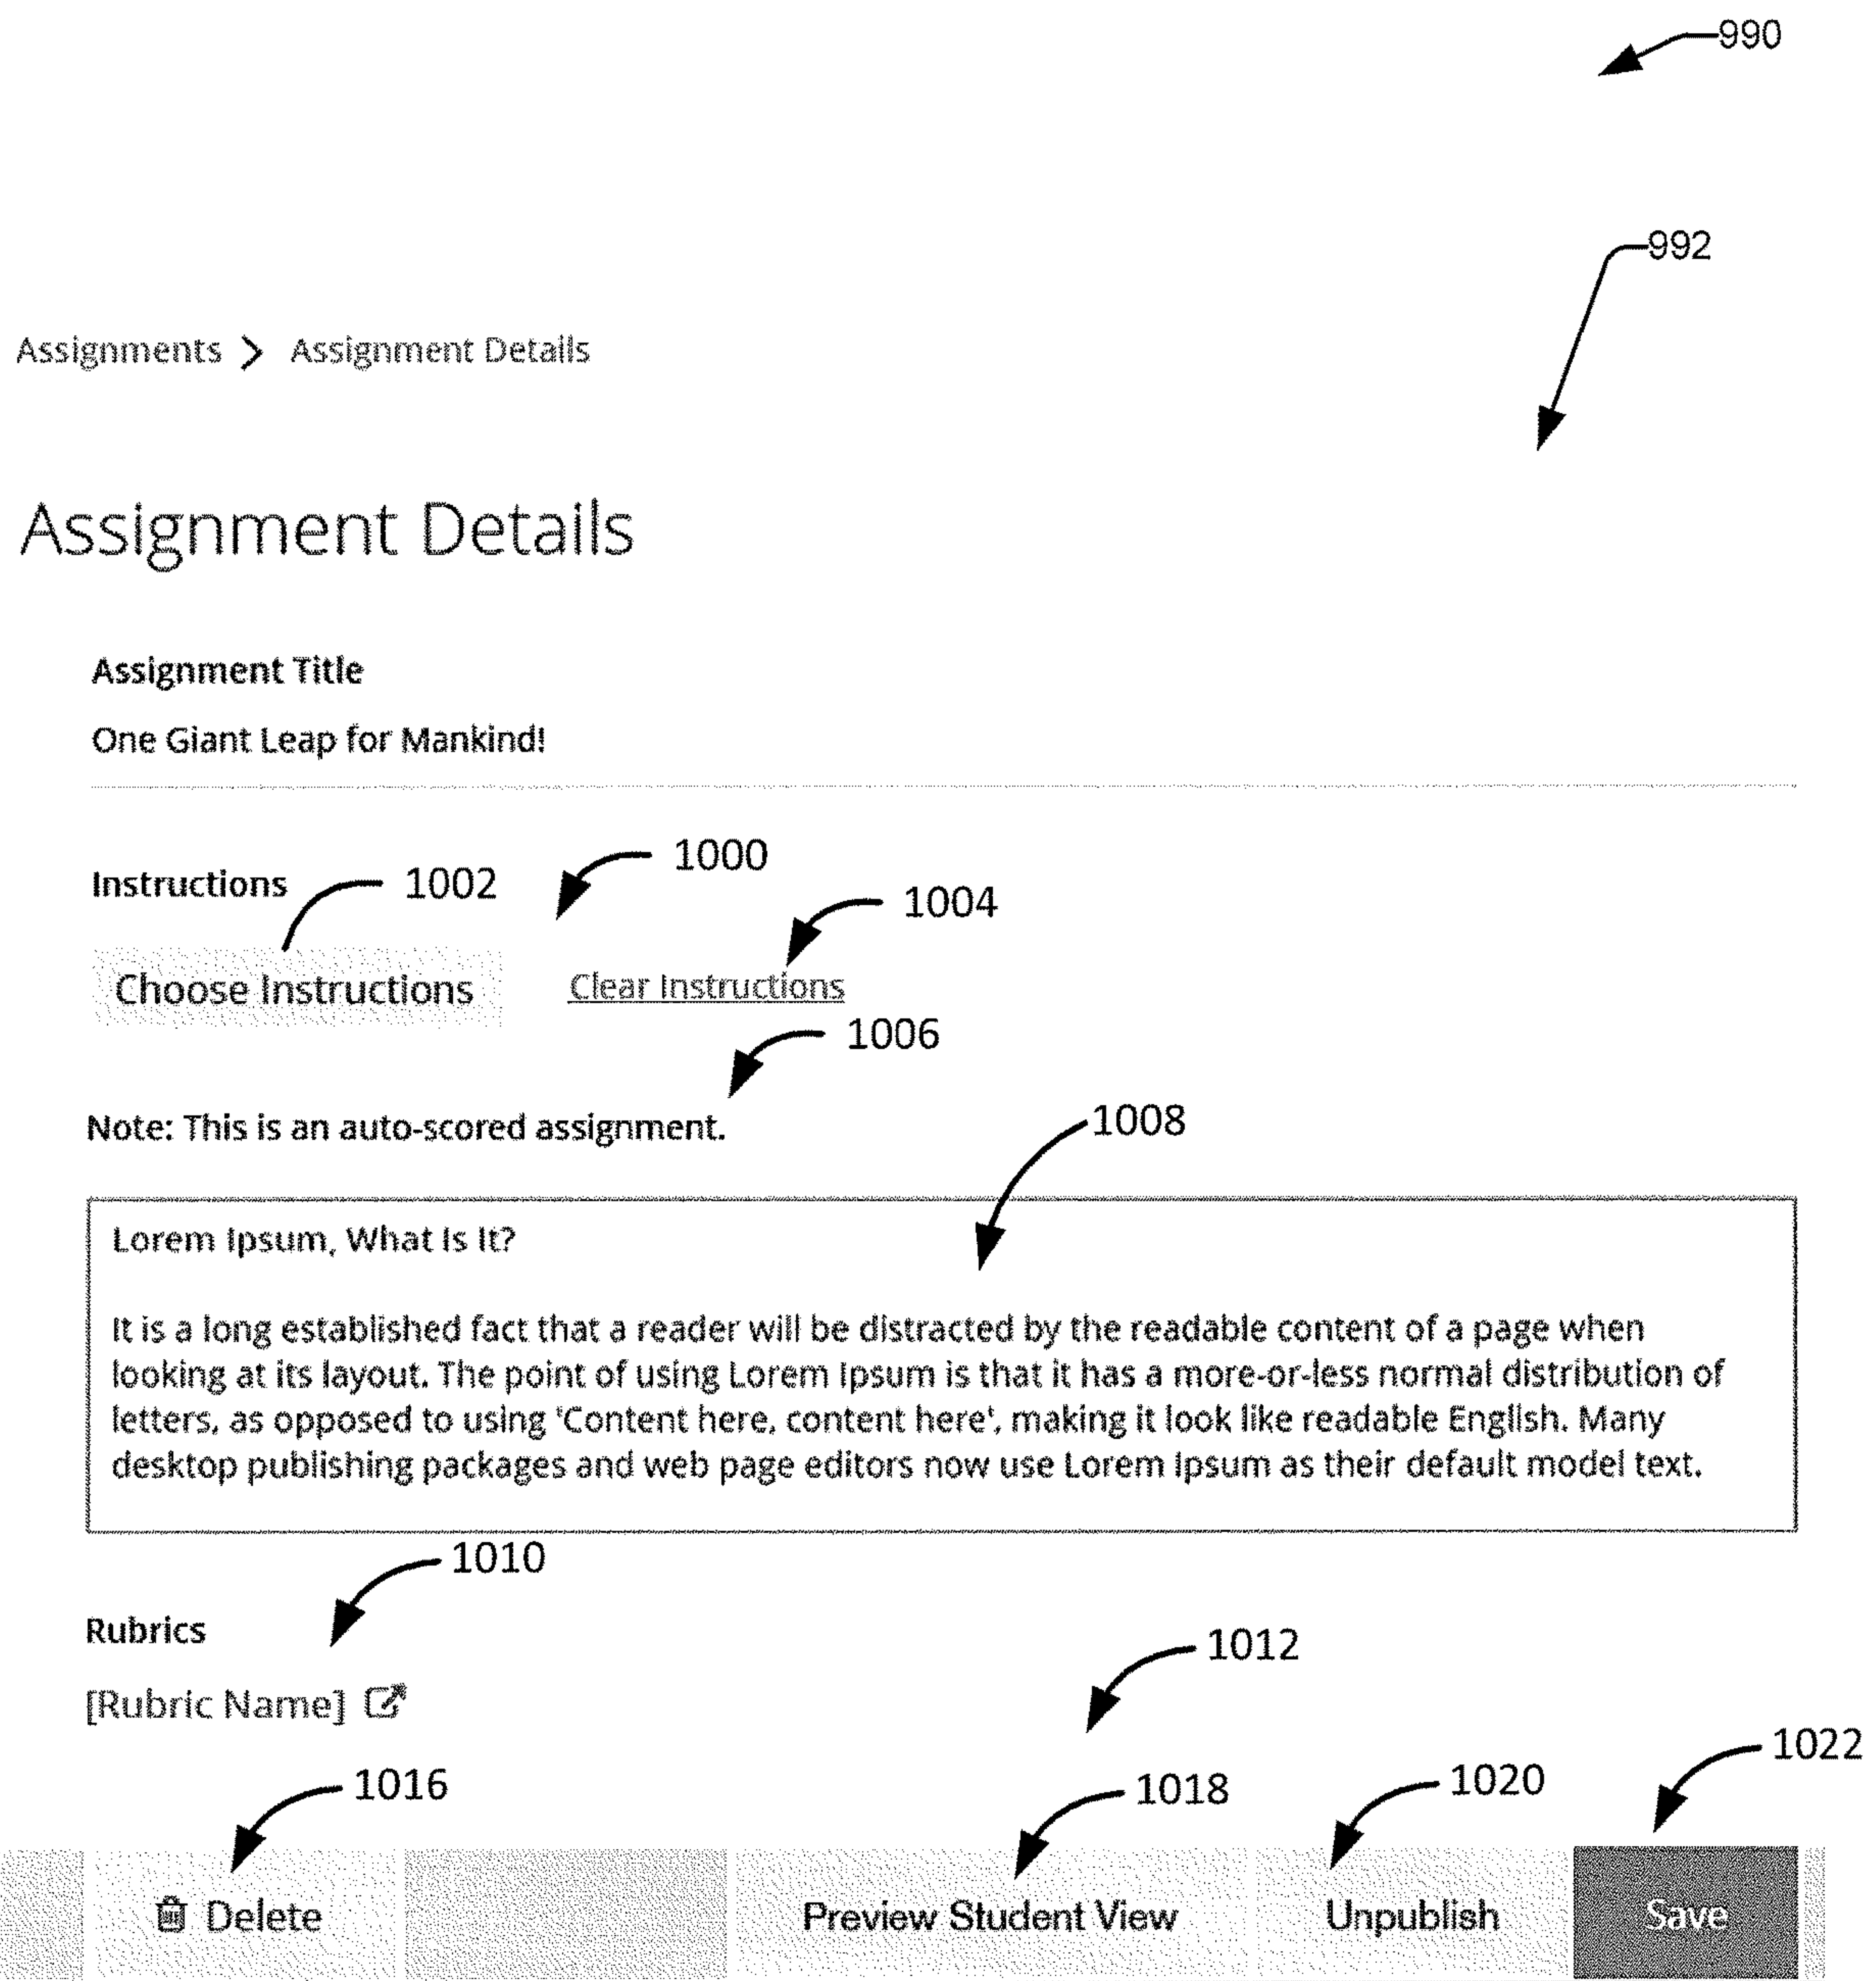 990
992
Assignments > Assignment Details
Assignment Details
Assignment Title
One Giant Leap for Mankind!
1000
Instructions 1002
1004
Choose Instructions Clear Instructions
1006
Note: This is an auto-scored assignment.
1008
Lorem Ipsum, What Is It?
It is a long established fact that a reader will be distracted by the readable content of a page when
looking at its layout. The point of using Lorem Ipsum is that it has a more-or-less normal distribution of
letters, as opposed to using 'Content here, content here', making it look like readable English. Many
desktop publishing packages and web page editors now use Lorem Ipsum as their default model text.
1010
Rubrics
1012
[Rubric Name]
1022
1016 1018 1020
Delete Preview Student View Unpublish Save